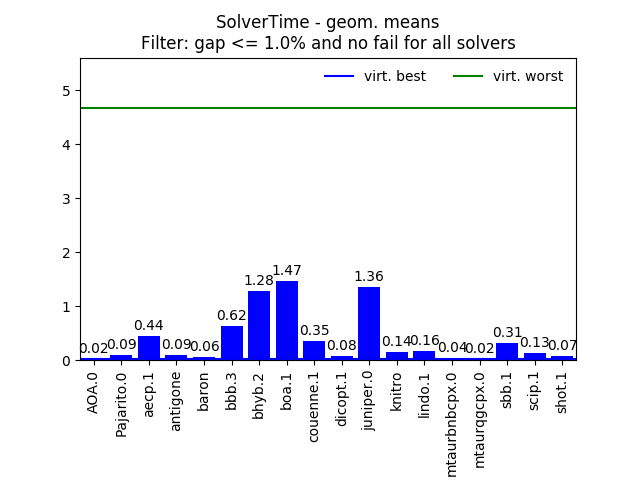 SolverTime - geom. means
Filter: gap <= 1.0% and no fail for all solvers
virt. best virt. worst
5
4
3
2
1
0
0.02 0.09 0.44 0.09 0.06 0.62 1.28 1.47 0.35 0.08 1.36 0.14 0.16 0.04 0.02 0.31 0.13 0.07
AOA.0
Pajarito.0
aecp.1
antigone
baron
bbb.3
bhyb.2
boa.1
couenne.1
dicopt.1
juniper.0
knitro
lindo.1
mtaurbnbcpx.0
mtaurqgcpx.0
sbb.1
scip.1
shot.1